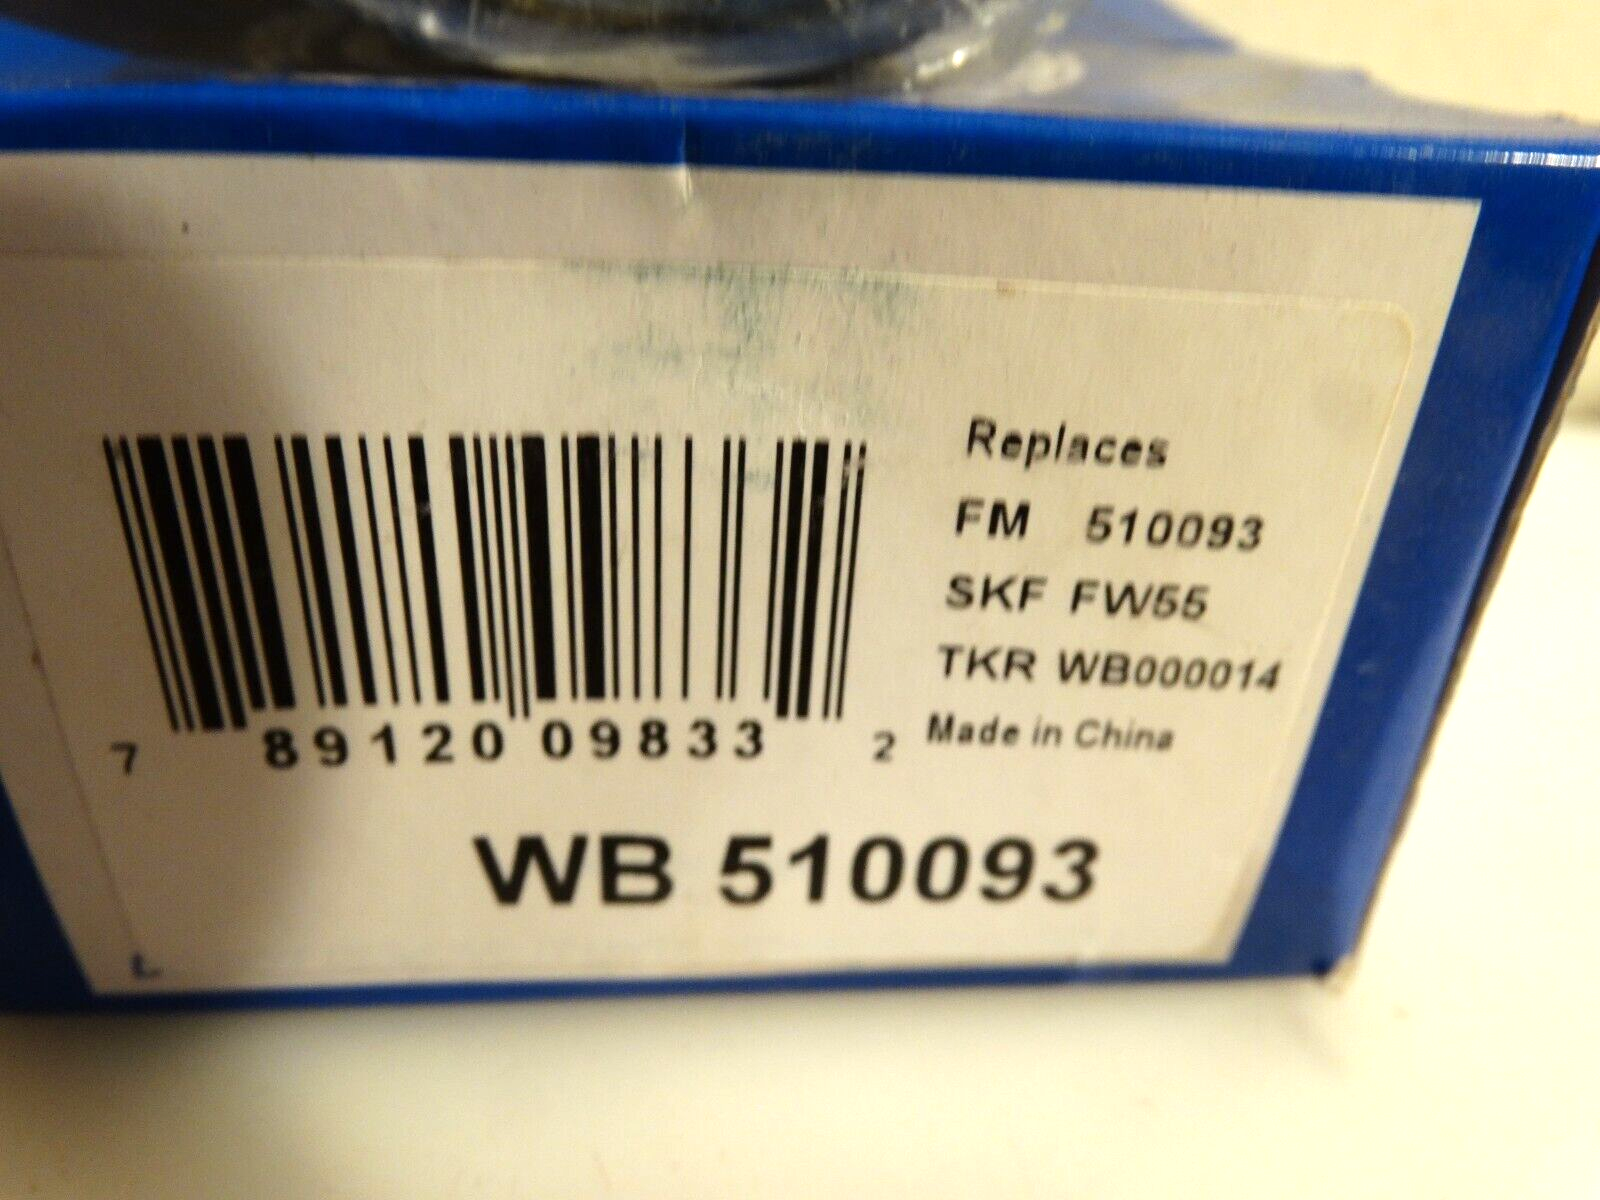 Replaces
FM 510093
SKF FW55
TKR WB000014
Made in China
7 89120 09833 2
WB 510093